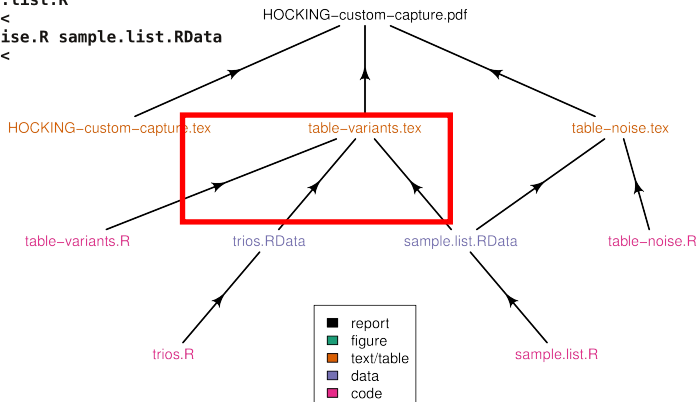 .list.R
<
ise.R sample.list.RData
<
HOCKING−custom−capture.pdf
HOCKING−custom−capture.tex
table−variants.tex
table−noise.tex
table−variants.R
trios.RData
sample.list.RData
table−noise.R
trios.R
sample.list.R
report
figure
text/table
data
code